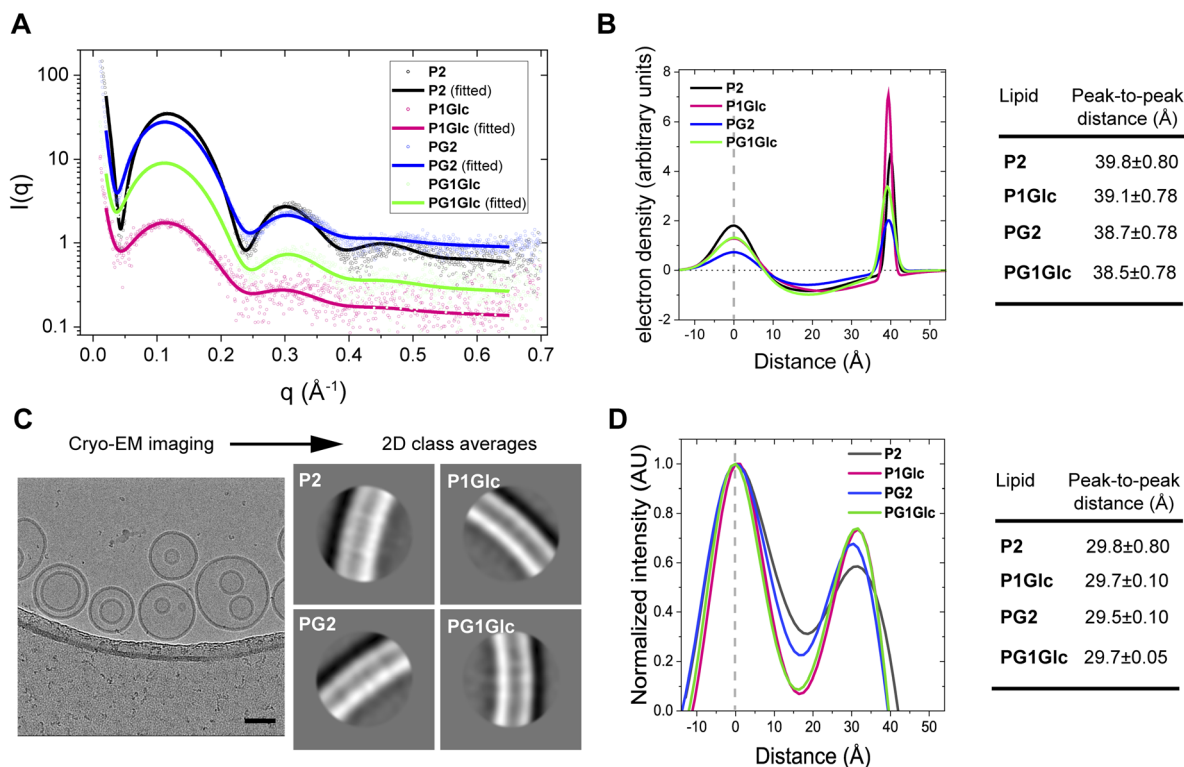 A
I(q)
100
10
1
0.1
0.0 0.1 0.2 0.3 0.4 0.5 0.6 0.7
q (Å⁻¹)
P2
P2 (fitted)
P1Glc
P1Glc (fitted)
PG2
PG2 (fitted)
PG1Glc
PG1Glc (fitted)
B
electron density (arbitrary units)
8
6
4
2
0
-2
-10 0 10 20 30 40 50
Distance (Å)
P2
P1Glc
PG2
PG1Glc
Lipid Peak-to-peak
distance (Å)
P2 39.8±0.80
P1Glc 39.1±0.78
PG2 38.7±0.78
PG1Glc 38.5±0.78
C
Cryo-EM imaging 2D class averages
P2 P1Glc
PG2 PG1Glc
D
Normalized intensity (AU)
1.0
0.8
0.6
0.4
0.2
0.0
-10 0 10 20 30 40 50
Distance (Å)
P2
P1Glc
PG2
PG1Glc
Lipid Peak-to-peak
distance (Å)
P2 29.8±0.80
P1Glc 29.7±0.10
PG2 29.5±0.10
PG1Glc 29.7±0.05